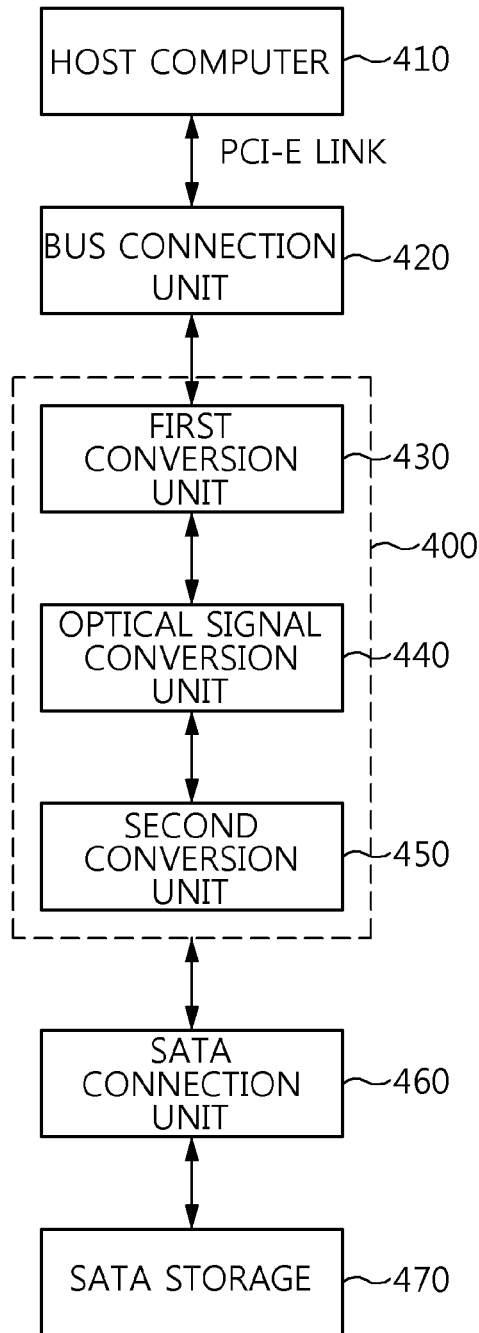 HOST COMPUTER
410
PCI-E LINK
BUS CONNECTION
UNIT
420
FIRST
CONVERSION
UNIT
430
400
OPTICAL SIGNAL
CONVERSION
UNIT
440
SECOND
CONVERSION
UNIT
450
SATA
CONNECTION
UNIT
460
SATA STORAGE
470